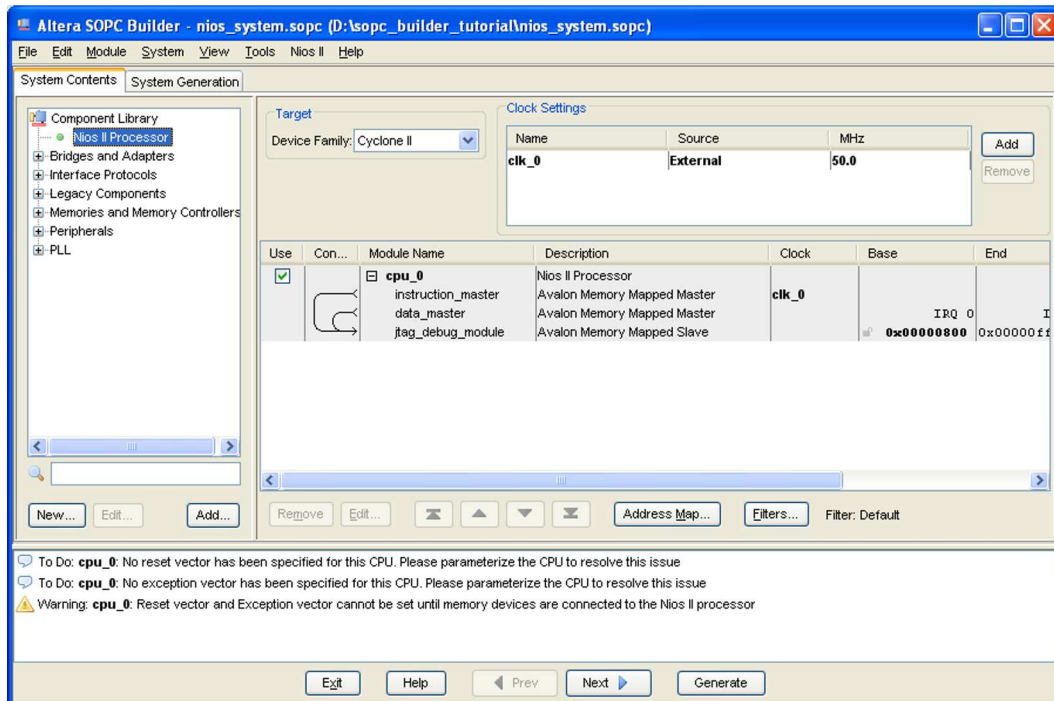 Altera SOPC Builder - nios_system.sopc (D:\sopc_builder_tutorial\nios_system.sopc)
File Edit Module System View Tools Nios II Help
System Contents System Generation
Component Library
Nios II Processor
Bridges and Adapters
Interface Protocols
Legacy Components
Memories and Memory Controllers
Peripherals
PLL
New... Edit... Add...
Target
Device Family: Cyclone II
Clock Settings
Name Source MHz
clk_0 External 50.0
Add
Remove
Use Con... Module Name Description Clock Base End
cpu_0 Nios II Processor
instruction_master Avalon Memory Mapped Master clk_0
data_master Avalon Memory Mapped Master IRQ 0 I
jtag_debug_module Avalon Memory Mapped Slave 0x00000800 0x00000ff
Remove Edit... Address Map... Filters... Filter: Default
To Do: cpu_0: No reset vector has been specified for this CPU. Please parameterize the CPU to resolve this issue
To Do: cpu_0: No exception vector has been specified for this CPU. Please parameterize the CPU to resolve this issue
Warning: cpu_0: Reset vector and Exception vector cannot be set until memory devices are connected to the Nios II processor
Exit Help Prev Next Generate